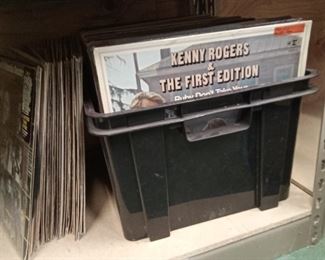 KENNY ROGERS
&
THE FIRST EDITION
Ruby Don't Take Your